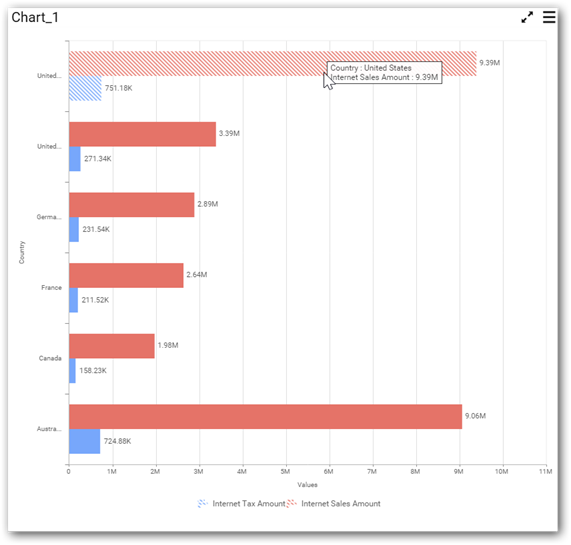 Chart_1
United...
9.39M
Country : United States
Internet Sales Amount : 9.39M
751.18K
United...
3.39M
271.34K
Germa...
2.89M
231.54K
Country
France
2.64M
211.52K
Canada
1.98M
158.23K
Austra...
9.06M
724.88K
0 1M 2M 3M 4M 5M 6M 7M 8M 9M 10M 11M
Values
Internet Tax Amount Internet Sales Amount